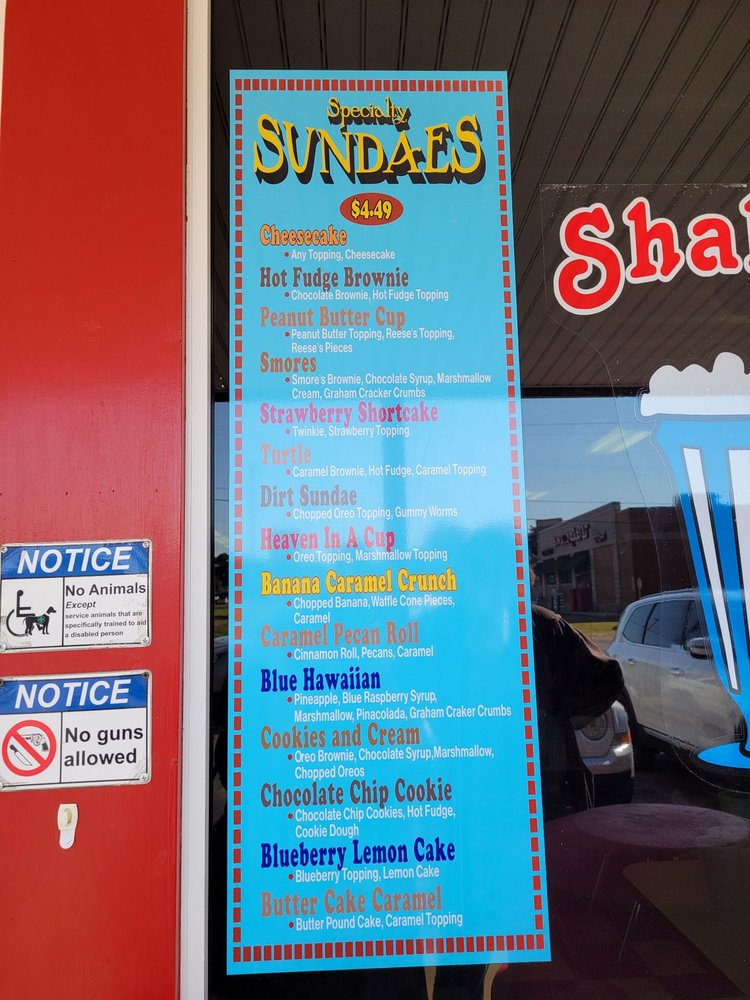 Specialty
SUNDAES
$4.49
Cheesecake
• Any Topping, Cheesecake
Hot Fudge Brownie
• Chocolate Brownie, Hot Fudge Topping
Peanut Butter Cup
• Peanut Butter Topping, Reese's Topping,
Reese's Pieces
Smores
• Smore's Brownie, Chocolate Syrup, Marshmallow
Cream, Graham Cracker Crumbs
Strawberry Shortcake
• Twinkie, Strawberry Topping
Turtle
• Caramel Brownie, Hot Fudge, Caramel Topping
Dirt Sundae
• Chopped Oreo Topping, Gummy Worms
Heaven In A Cup
• Oreo Topping, Marshmallow Topping
Banana Caramel Crunch
• Chopped Banana, Waffle Cone Pieces,
Caramel
Caramel Pecan Roll
• Cinnamon Roll, Pecans, Caramel
Blue Hawaiian
• Pineapple, Blue Raspberry Syrup,
Marshmallow, Pinacolada, Graham Craker Crumbs
Cookies and Cream
• Oreo Brownie, Chocolate Syrup,Marshmallow,
Chopped Oreos
Chocolate Chip Cookie
• Chocolate Chip Cookies, Hot Fudge,
Cookie Dough
Blueberry Lemon Cake
• Blueberry Topping, Lemon Cake
Butter Cake Caramel
• Butter Pound Cake, Caramel Topping
NOTICE
No Animals
Except
service animals that are
specifically trained to aid
a disabled person
NOTICE
No guns
allowed